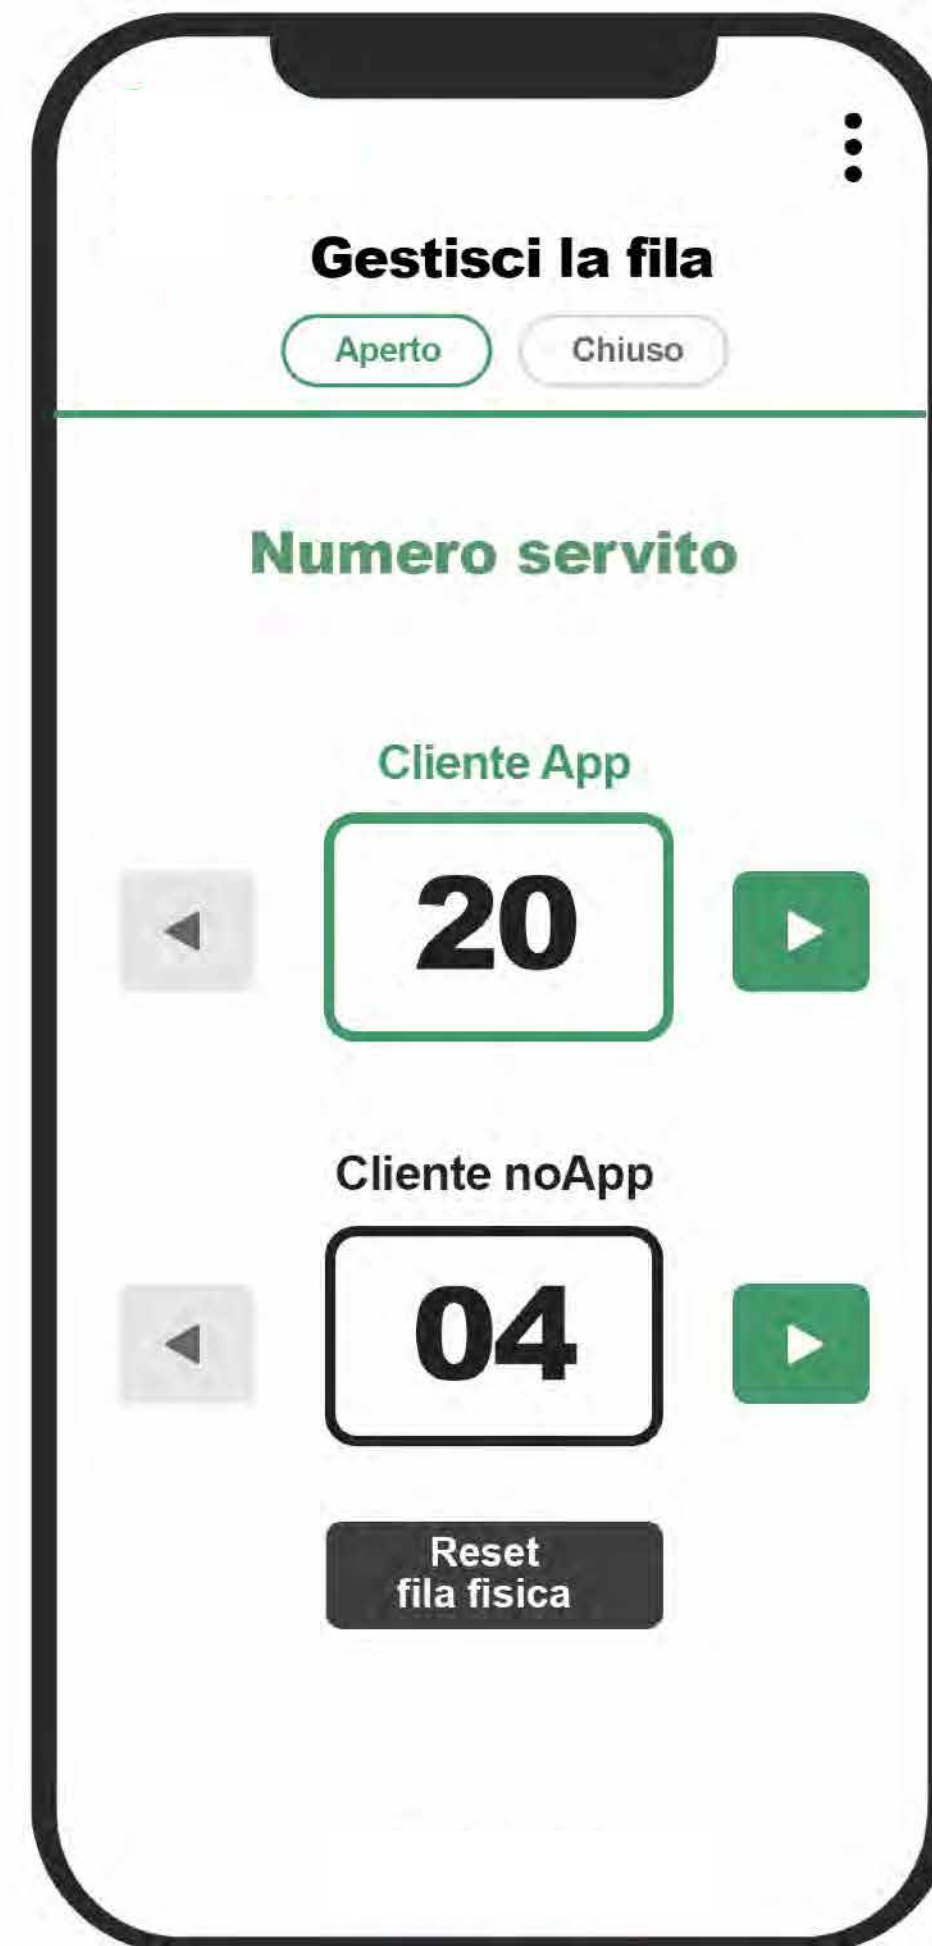 Gestisci la fila
Aperto Chiuso
Numero servito
Cliente App
20
Cliente noApp
04
Reset
fila fisica